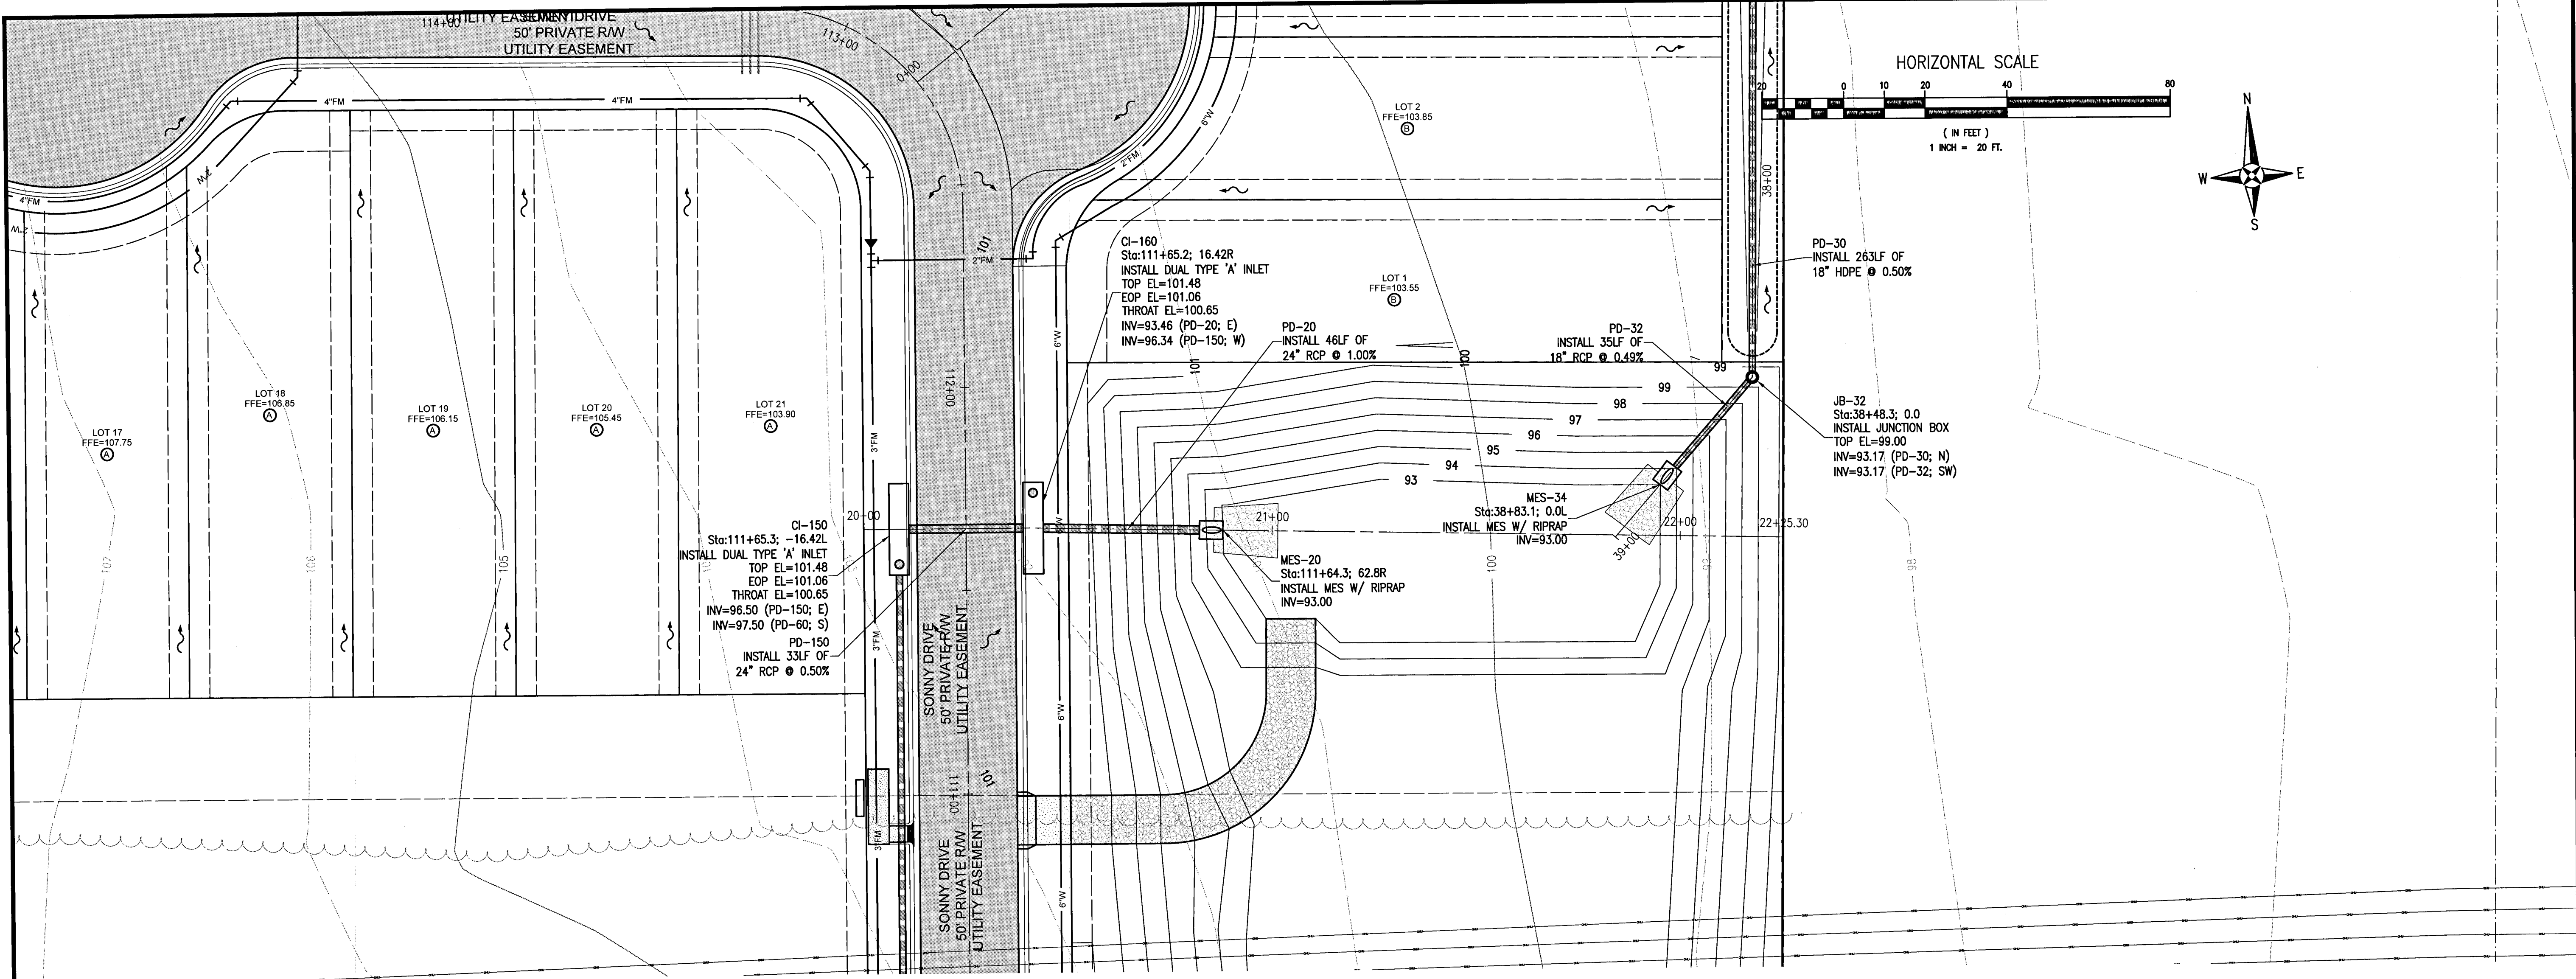 UTILITY EASEMENT
DRIVE
114+00
50' PRIVATE R/W
UTILITY EASEMENT
113+00
0+00
HORIZONTAL SCALE
20 0 10 20 40 80
( IN FEET )
1 INCH = 20 FT.
N
W E
S
4"FM
4"FM
4"FM
2"W
2"W
6"W
2"FM
2"FM
101
LOT 2
FFE=103.85
B
LOT 1
FFE=103.55
B
38+00
CI-160
Sta:111+65.2; 16.42R
INSTALL DUAL TYPE 'A' INLET
TOP EL=101.48
EOP EL=101.06
THROAT EL=100.65
INV=93.46 (PD-20; E)
INV=96.34 (PD-150; W)
PD-20
INSTALL 46LF OF
24" RCP @ 1.00%
PD-32
INSTALL 35LF OF
18" RCP @ 0.49%
PD-30
INSTALL 263LF OF
18" HDPE @ 0.50%
JB-32
Sta:38+48.3; 0.0
INSTALL JUNCTION BOX
TOP EL=99.00
INV=93.17 (PD-30; N)
INV=93.17 (PD-32; SW)
LOT 17
FFE=107.75
A
LOT 18
FFE=106.85
A
LOT 19
FFE=106.15
A
LOT 20
FFE=105.45
A
LOT 21
FFE=103.90
A
3"FM
112+00
6"W
101
100
99
99
98
97
96
95
94
93
20+00
21+00
22+00
22+25.30
39+00
CI-150
Sta:111+65.3; -16.42L
INSTALL DUAL TYPE 'A' INLET
TOP EL=101.48
EOP EL=101.06
THROAT EL=100.65
INV=96.50 (PD-150; E)
INV=97.50 (PD-60; S)
PD-150
INSTALL 33LF OF
24" RCP @ 0.50%
MES-20
Sta:111+64.3; 62.8R
INSTALL MES W/ RIPRAP
INV=93.00
MES-34
Sta:38+83.1; 0.0L
INSTALL MES W/ RIPRAP
INV=93.00
107
106
105
100
99
98
6"W
3"FM
SONNY DRIVE
50' PRIVATE R/W
UTILITY EASEMENT
6"W
111+00
101
3"FM
SONNY DRIVE
50' PRIVATE R/W
UTILITY EASEMENT
6"W